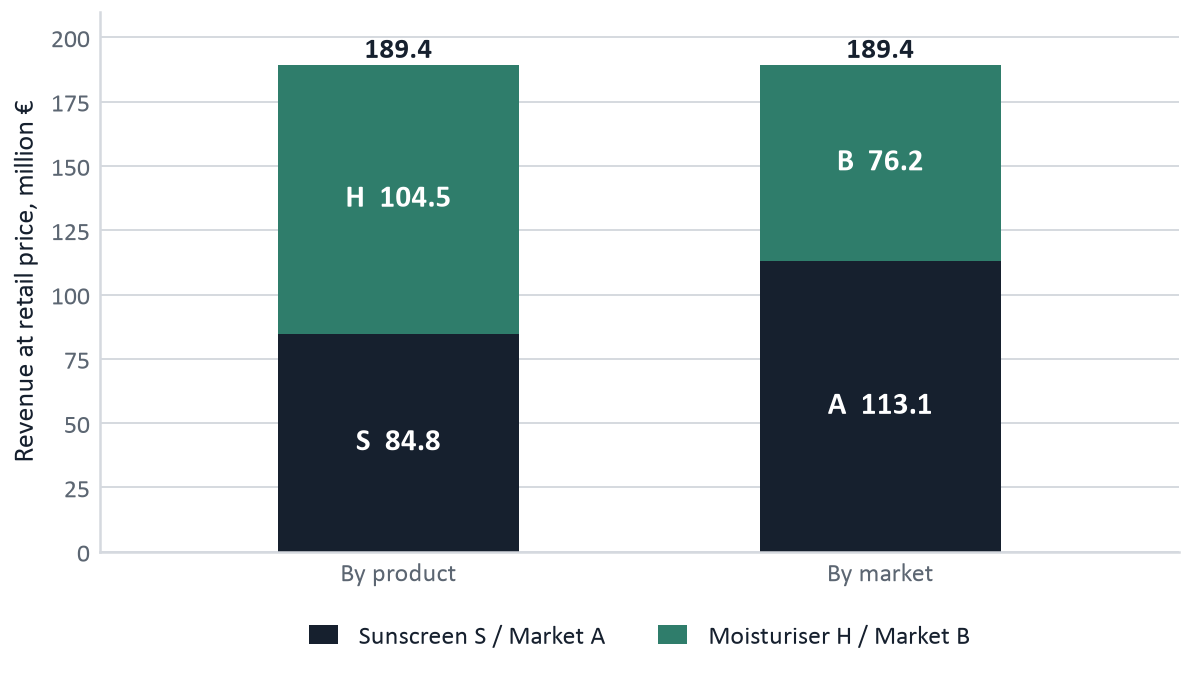 Revenue at retail price, million €
200
175
150
125
100
75
50
25
0
189.4
H 104.5
S 84.8
189.4
B 76.2
A 113.1
By product
By market
Sunscreen S / Market A
Moisturiser H / Market B